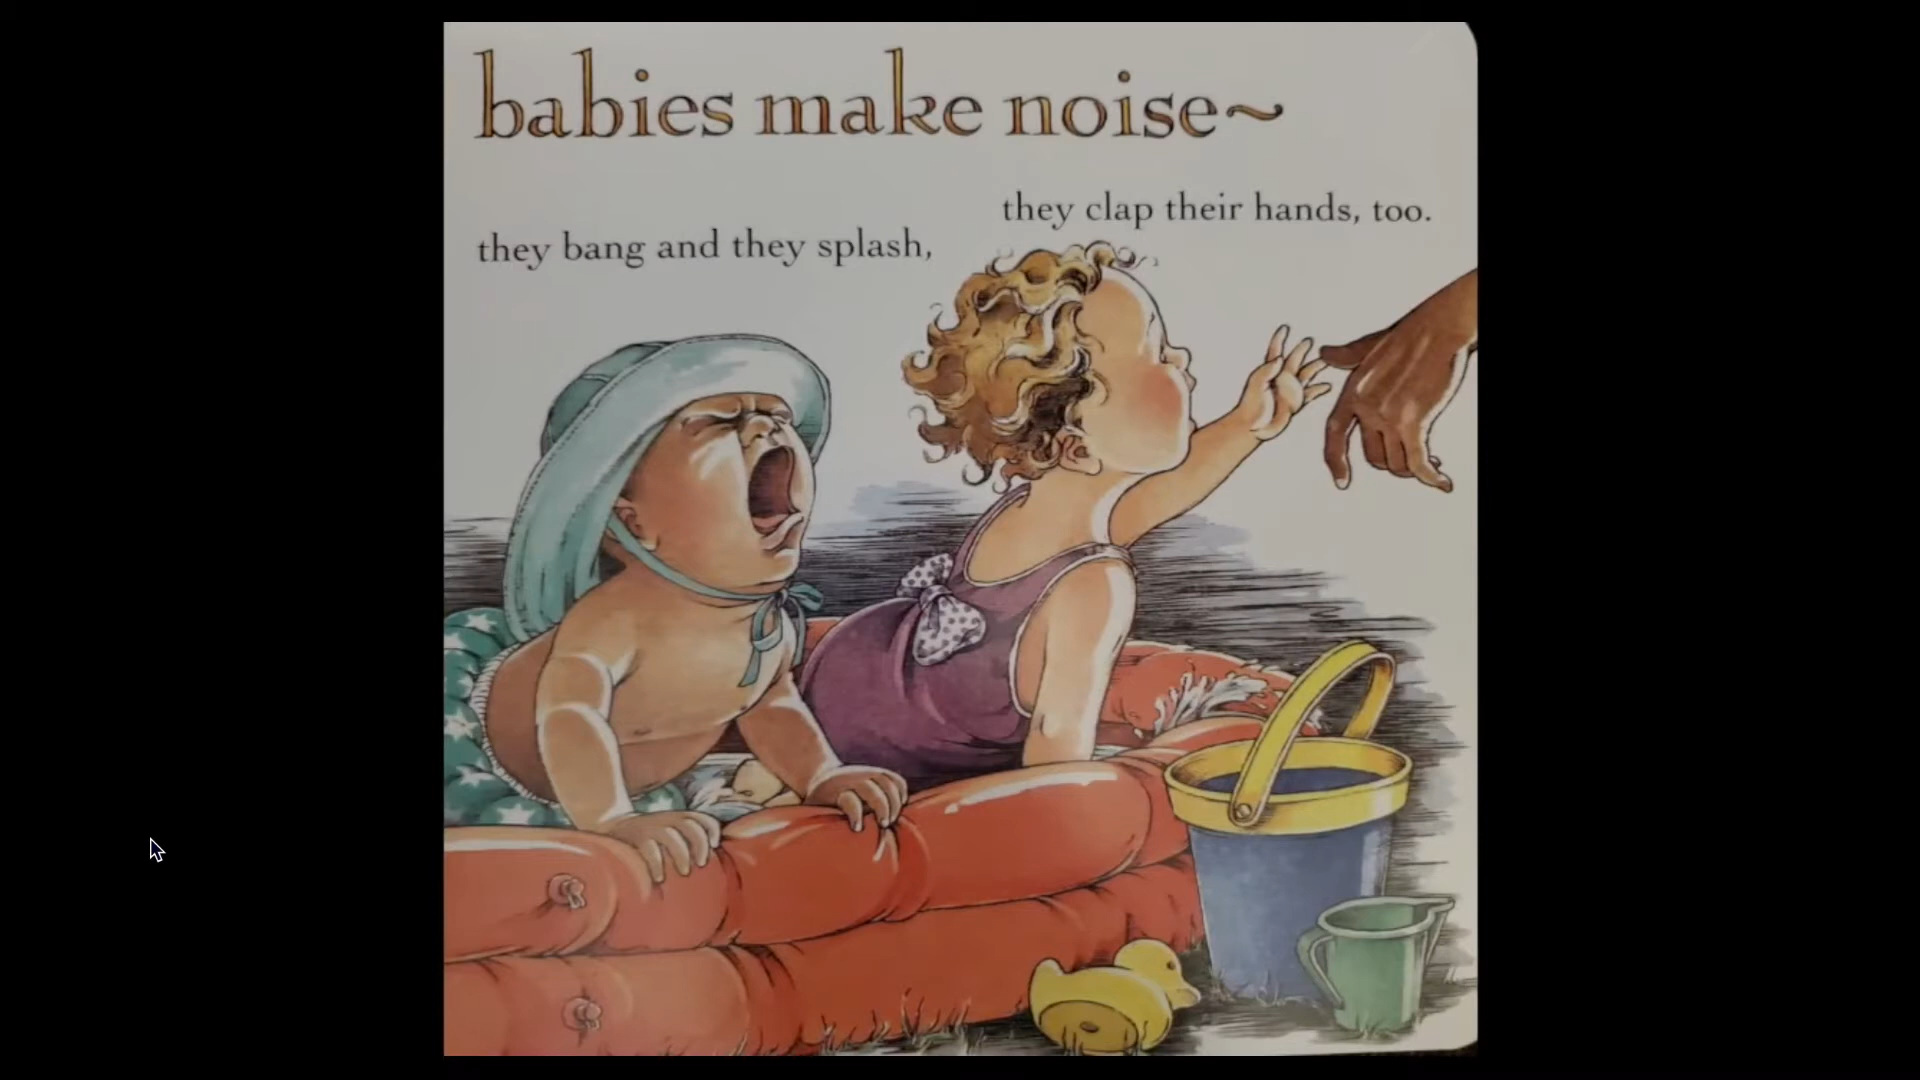 babies make noise~
they bang and they splash,
they clap their hands, too.